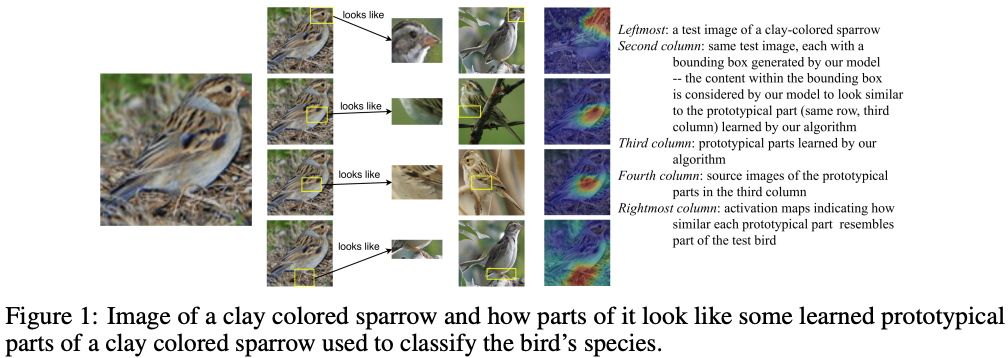 looks like
looks like
looks like
looks like
Leftmost: a test image of a clay-colored sparrow
Second column: same test image, each with a
bounding box generated by our model
-- the content within the bounding box
is considered by our model to look similar
to the prototypical part (same row, third
column) learned by our algorithm
Third column: prototypical parts learned by our
algorithm
Fourth column: source images of the prototypical
parts in the third column
Rightmost column: activation maps indicating how
similar each prototypical part resembles
part of the test bird
Figure 1: Image of a clay colored sparrow and how parts of it look like some learned prototypical
parts of a clay colored sparrow used to classify the bird's species.